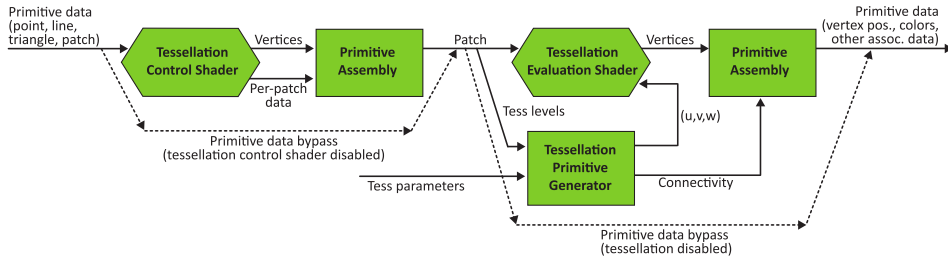 Primitive data
(point, line,
triangle, patch)
Tessellation
Control Shader
Vertices
Per-patch
data
Primitive
Assembly
Patch
Primitive data bypass
(tessellation control shader disabled)
Tessellation
Evaluation Shader
Vertices
Primitive
Assembly
Primitive data
(vertex pos., colors,
other assoc. data)
Tess levels
(u,v,w)
Tessellation
Primitive
Generator
Tess parameters
Connectivity
Primitive data bypass
(tessellation disabled)